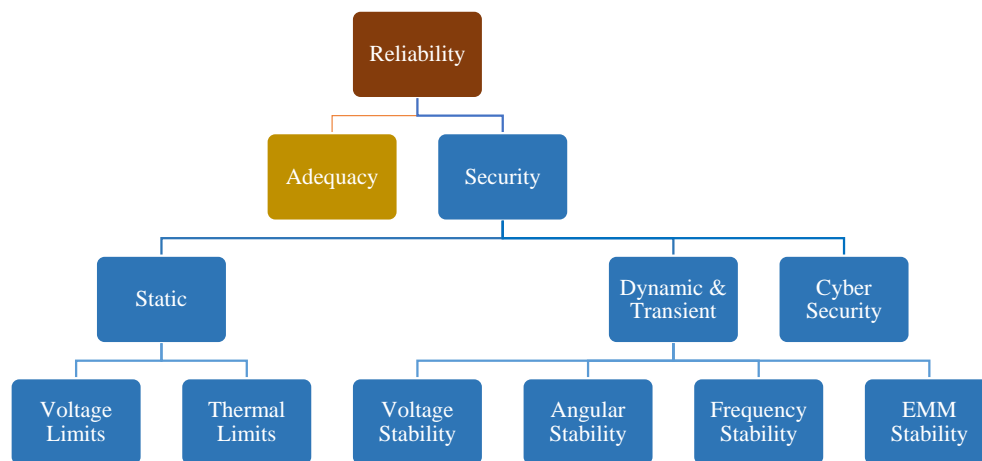 Reliability
Adequacy
Security
Static
Dynamic &
Transient
Cyber
Security
Voltage
Limits
Thermal
Limits
Voltage
Stability
Angular
Stability
Frequency
Stability
EMM
Stability